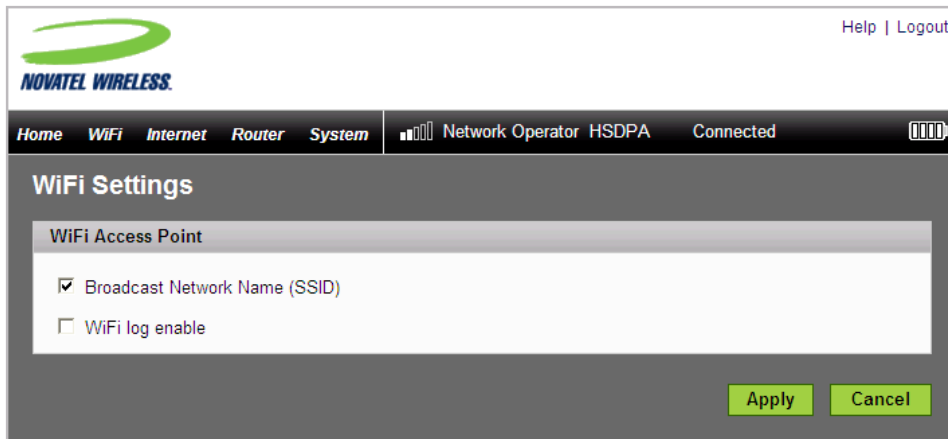 Help | Logout
NOVATEL WIRELESS.
Home WiFi Internet Router System Network Operator HSDPA Connected
WiFi Settings
WiFi Access Point
Broadcast Network Name (SSID)
WiFi log enable
Apply Cancel